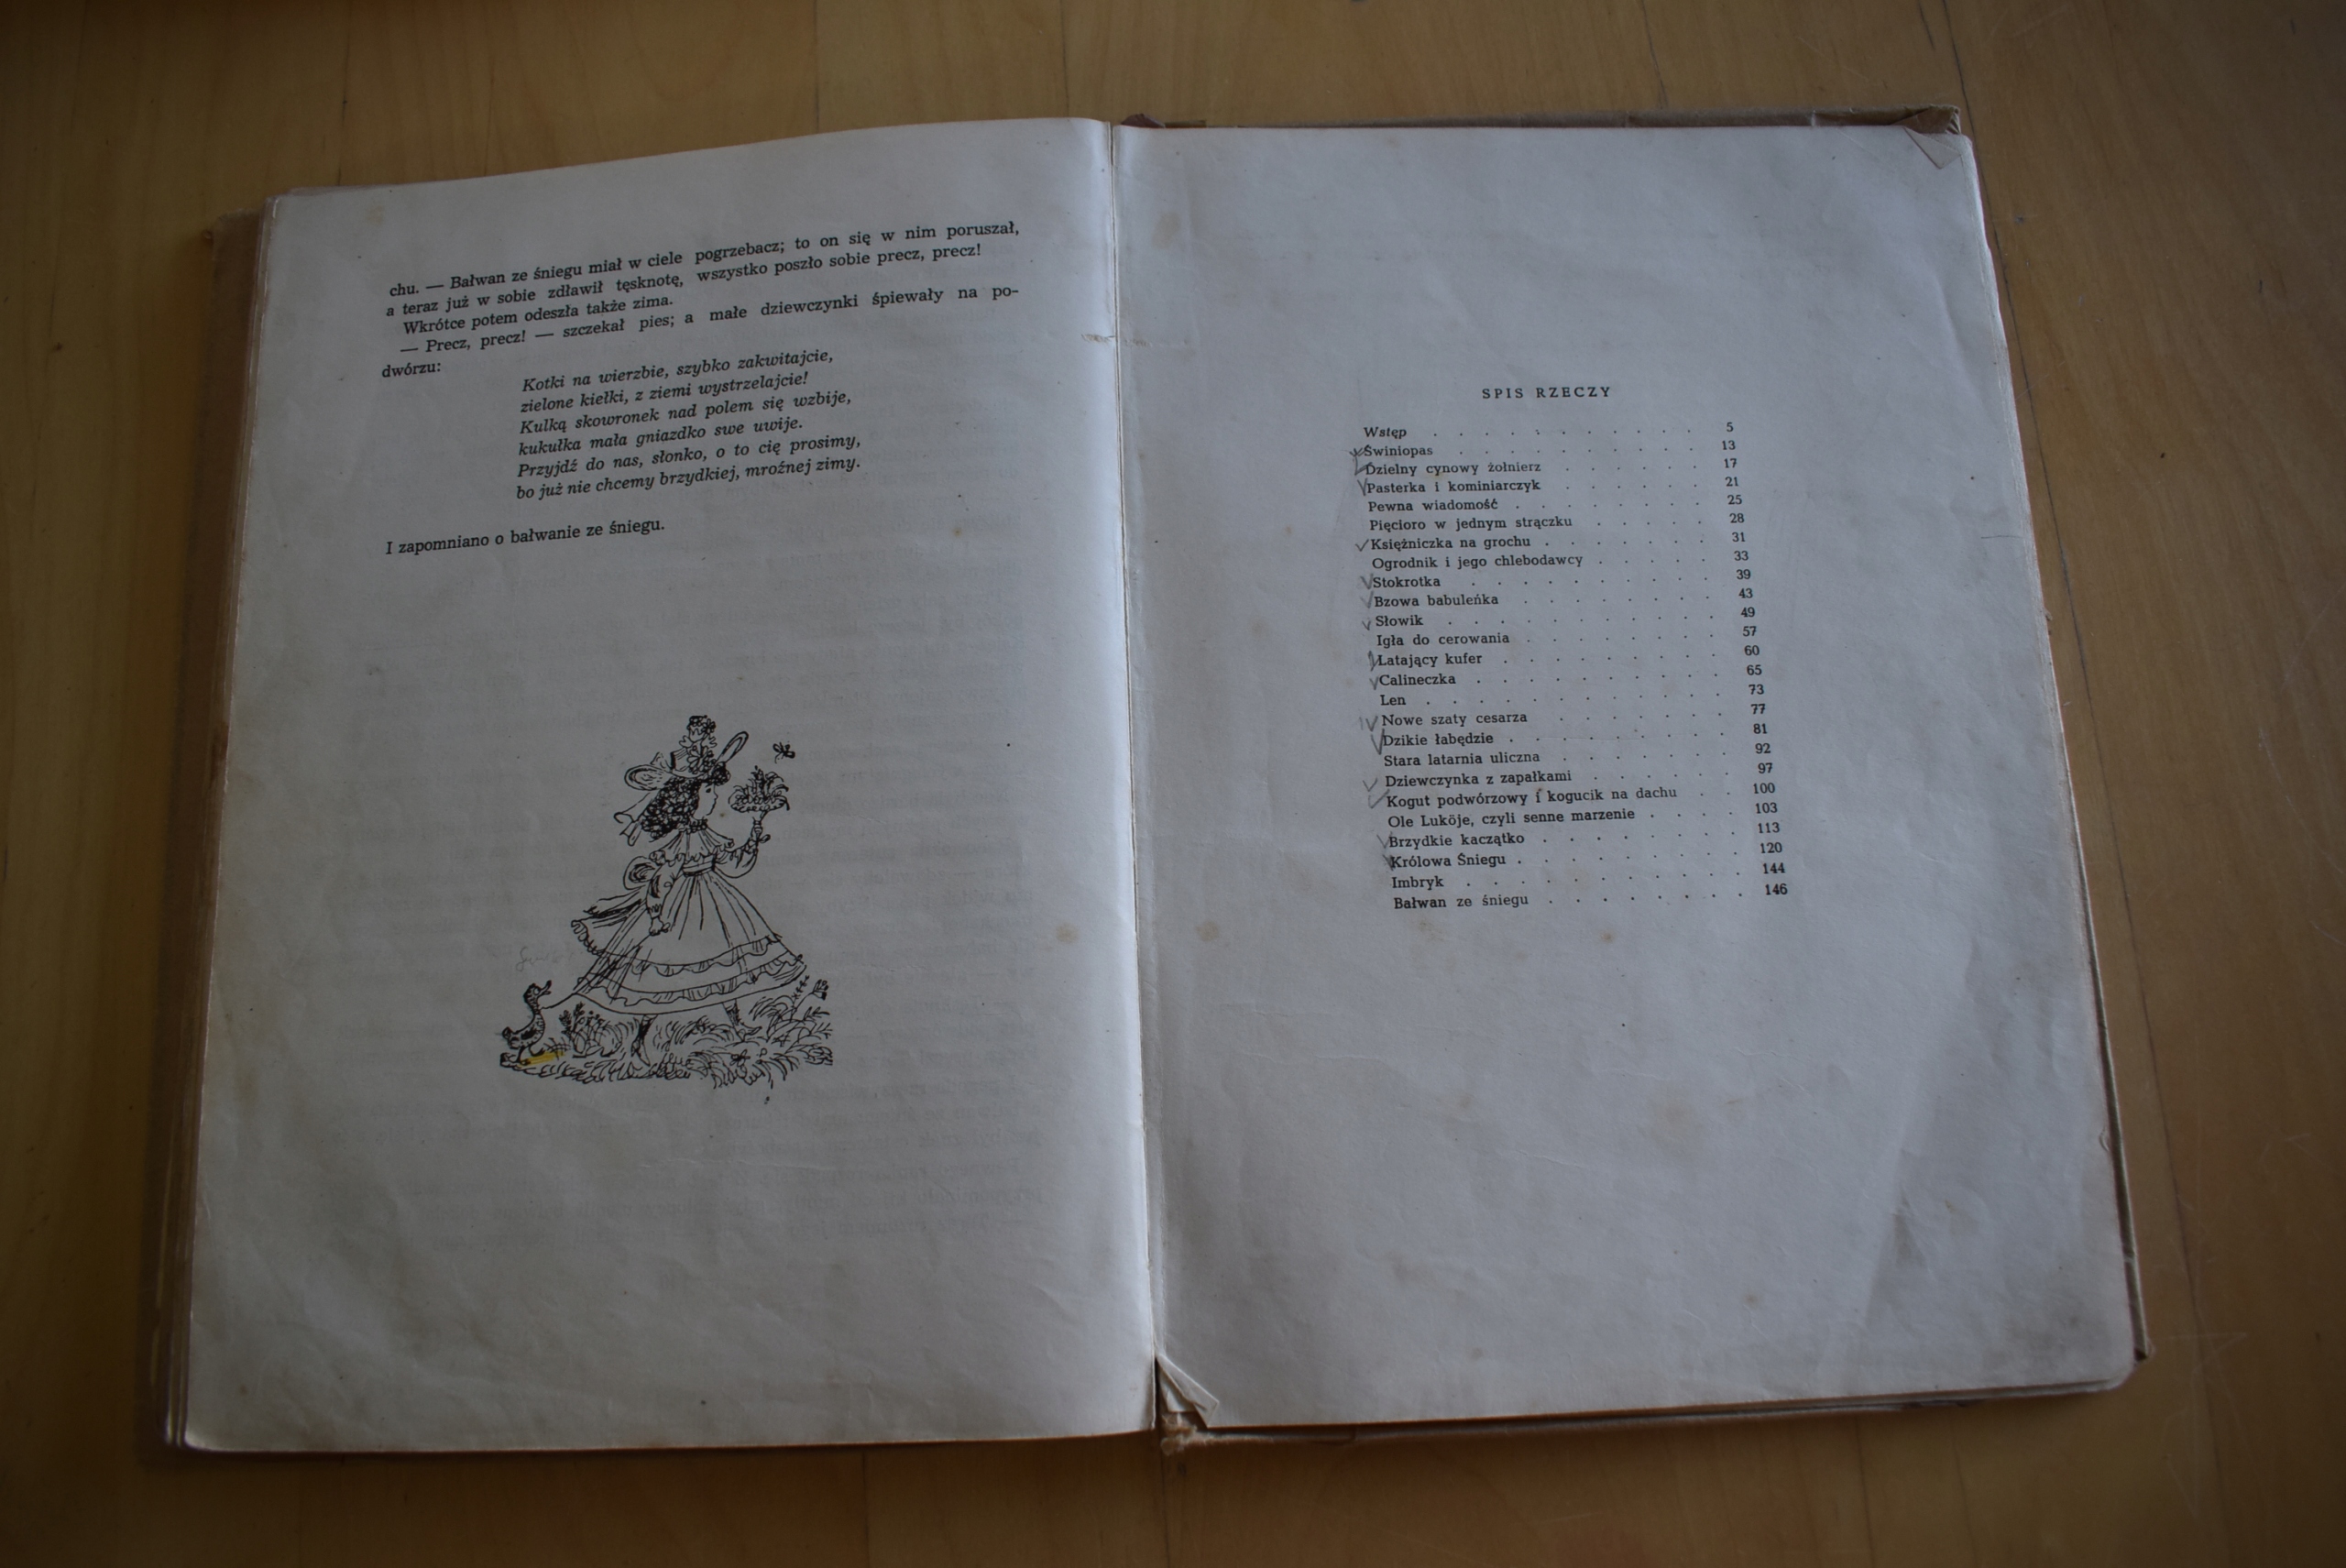 chu. — Bałwan ze śniegu miał w ciele pogrzebacz; to on się w nim poruszał,
a teraz już w sobie zdławił tęsknotę, wszystko poszło sobie precz, precz!
Wkrótce potem odeszła także zima.
— Precz, precz! — szczekał pies; a małe dziewczynki śpiewały na po-
dwórzu:
Kotki na wierzbie, szybko zakwitajcie,
zielone kiełki, z ziemi wystrzelajcie!
Kulką skowronek nad polem się wzbije,
kukułka mała gniazdko swe uwije.
Przyjdź do nas, słonko, o to cię prosimy,
bo już nie chcemy brzydkiej, mroźnej zimy.
I zapomniano o bałwanie ze śniegu.
SPIS RZECZY
Wstęp . . . . . . . . . . . 5
Świniopas . . . . . . . . . . 13
Dzielny cynowy żołnierz . . . . . . 17
Pasterka i kominiarczyk . . . . . . 21
Pewna wiadomość . . . . . . . . 25
Pięcioro w jednym strączku . . . . . 28
Księżniczka na grochu . . . . . . . 31
Ogrodnik i jego chlebodawcy . . . . . 33
Stokrotka . . . . . . . . . . 39
Bzowa babuleńka . . . . . . . . 43
Słowik . . . . . . . . . . . 49
Igła do cerowania . . . . . . . . 57
Latający kufer . . . . . . . . . 60
Calineczka . . . . . . . . . . 65
Len . . . . . . . . . . . . 73
Nowe szaty cesarza . . . . . . . 77
Dzikie łabędzie . . . . . . . . . 81
Stara latarnia uliczna . . . . . . . 92
Dziewczynka z zapałkami . . . . . . 97
Kogut podwórzowy i kogucik na dachu . . 100
Ole Luköje, czyli senne marzenie . . . . 103
Brzydkie kaczątko . . . . . . . . 113
Królowa Śniegu . . . . . . . . . 120
Imbryk . . . . . . . . . . . 144
Bałwan ze śniegu . . . . . . . . 146